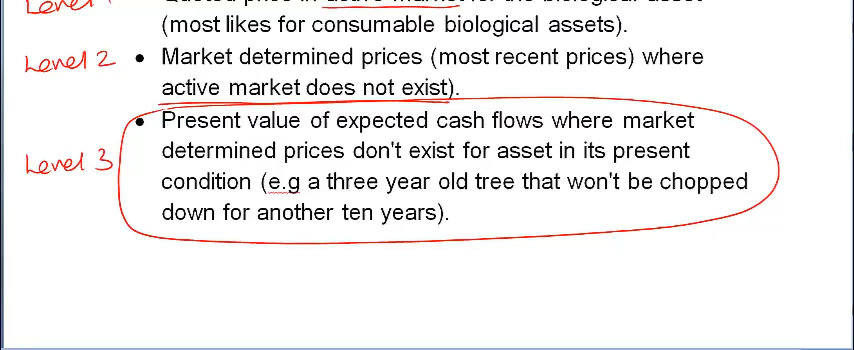 Level 1
(most likes for consumable biological assets).
Level 2 • Market determined prices (most recent prices) where
active market does not exist).
• Present value of expected cash flows where market
Level 3 determined prices don't exist for asset in its present
condition (e.g a three year old tree that won't be chopped
down for another ten years).